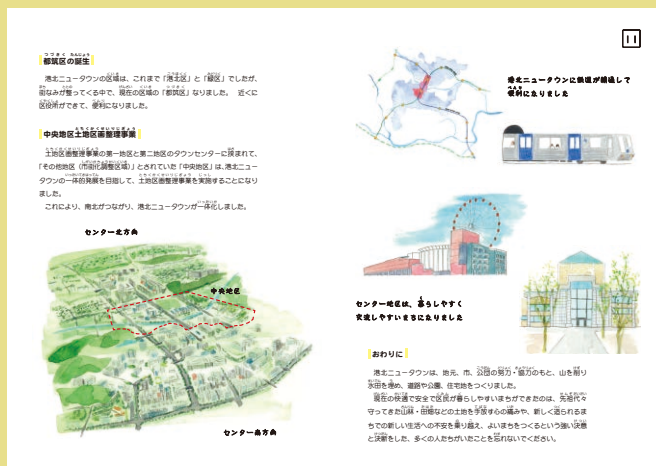 都筑区の誕生
港北ニュータウンの区域は、これまで「港北区」と「緑区」でしたが、
街なみが整ってくる中で、現在の区域の「都筑区」なりました。　近くに
区役所ができて、便利になりました。
中央地区土地区画整理事業
土地区画整理事業の第一地区と第二地区のタウンセンターに挟まれて、
「その他地区（市街化調整区域）」とされていた「中央地区」は、港北ニュー
タウンの一体的発展を目指して、土地区画整理事業を実施することになり
ました。
これにより、南北がつながり、港北ニュータウンが一体化しました。
センター北方向
中央地区
センター南方向
11
港北ニュータウンに鉄道が開通して
便利になりました
センター地区は、暮らしやすく
交流しやすいまちになりました
おわりに
港北ニュータウンは、地元、市、公団の努力・協力のもと、山を削り
水田を埋め、道路や公園、住宅地をつくりました。
現在の快適で安全で区民が暮らしやすいまちができたのは、先祖代々
守ってきた山林・田畑などの土地を手放す心の痛みや、新しく造られるま
ちでの新しい生活への不安を乗り越え、よいまちをつくるという強い決意
と決断をした、多くの人たちがいたことを忘れないでください。